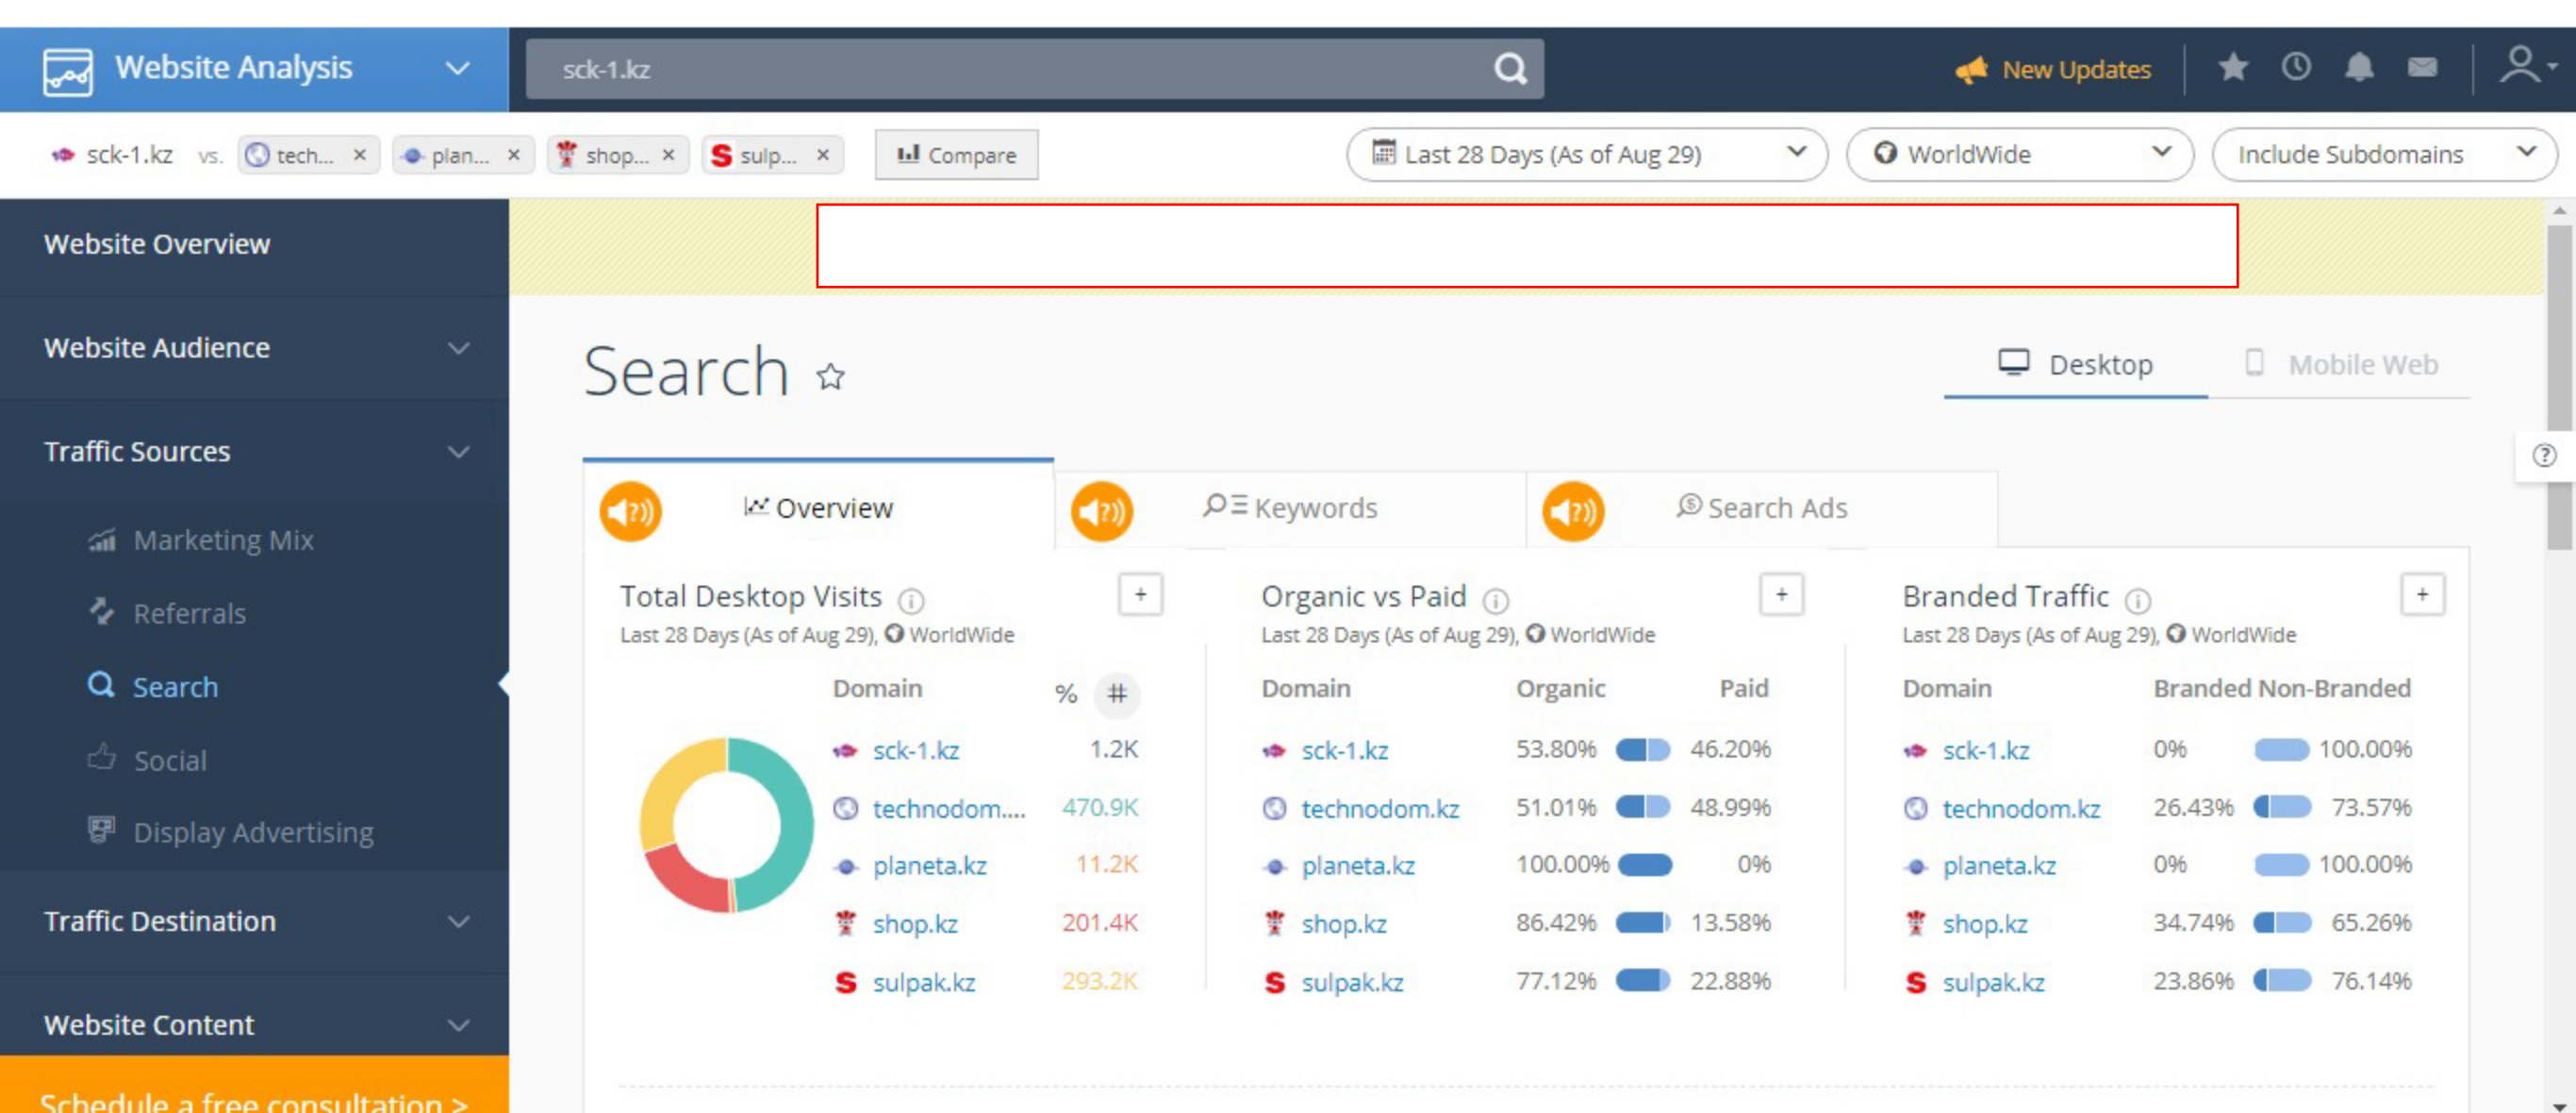 Website Analysis
sck-1.kz
New Updates
sck-1.kz vs. tech... × plan... × shop... × sulp... × Compare
Last 28 Days (As of Aug 29) WorldWide Include Subdomains
Website Overview
Website Audience
Traffic Sources
Marketing Mix
Referrals
Search
Social
Display Advertising
Traffic Destination
Website Content
Schedule a free consultation >
Search
Desktop Mobile Web
Overview Keywords Search Ads
Total Desktop Visits
Last 28 Days (As of Aug 29), WorldWide
Domain % #
sck-1.kz 1.2K
technodom.... 470.9K
planeta.kz 11.2K
shop.kz 201.4K
sulpak.kz 293.2K
Organic vs Paid
Last 28 Days (As of Aug 29), WorldWide
Domain Organic Paid
sck-1.kz 53.80% 46.20%
technodom.kz 51.01% 48.99%
planeta.kz 100.00% 0%
shop.kz 86.42% 13.58%
sulpak.kz 77.12% 22.88%
Branded Traffic
Last 28 Days (As of Aug 29), WorldWide
Domain Branded Non-Branded
sck-1.kz 0% 100.00%
technodom.kz 26.43% 73.57%
planeta.kz 0% 100.00%
shop.kz 34.74% 65.26%
sulpak.kz 23.86% 76.14%